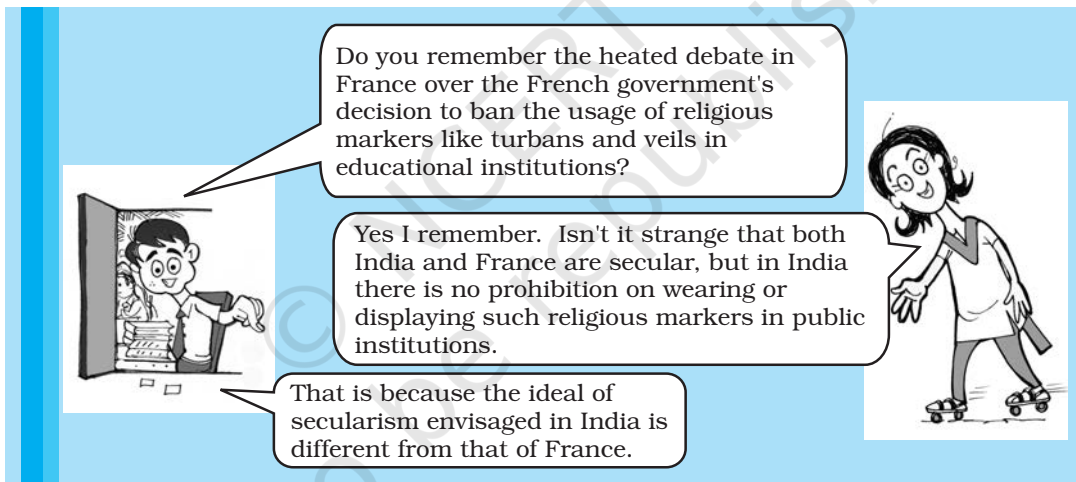 Do you remember the heated debate in
France over the French government's
decision to ban the usage of religious
markers like turbans and veils in
educational institutions?
Yes I remember. Isn't it strange that both
India and France are secular, but in India
there is no prohibition on wearing or
displaying such religious markers in public
institutions.
That is because the ideal of
secularism envisaged in India is
different from that of France.
© NCERT
be republis